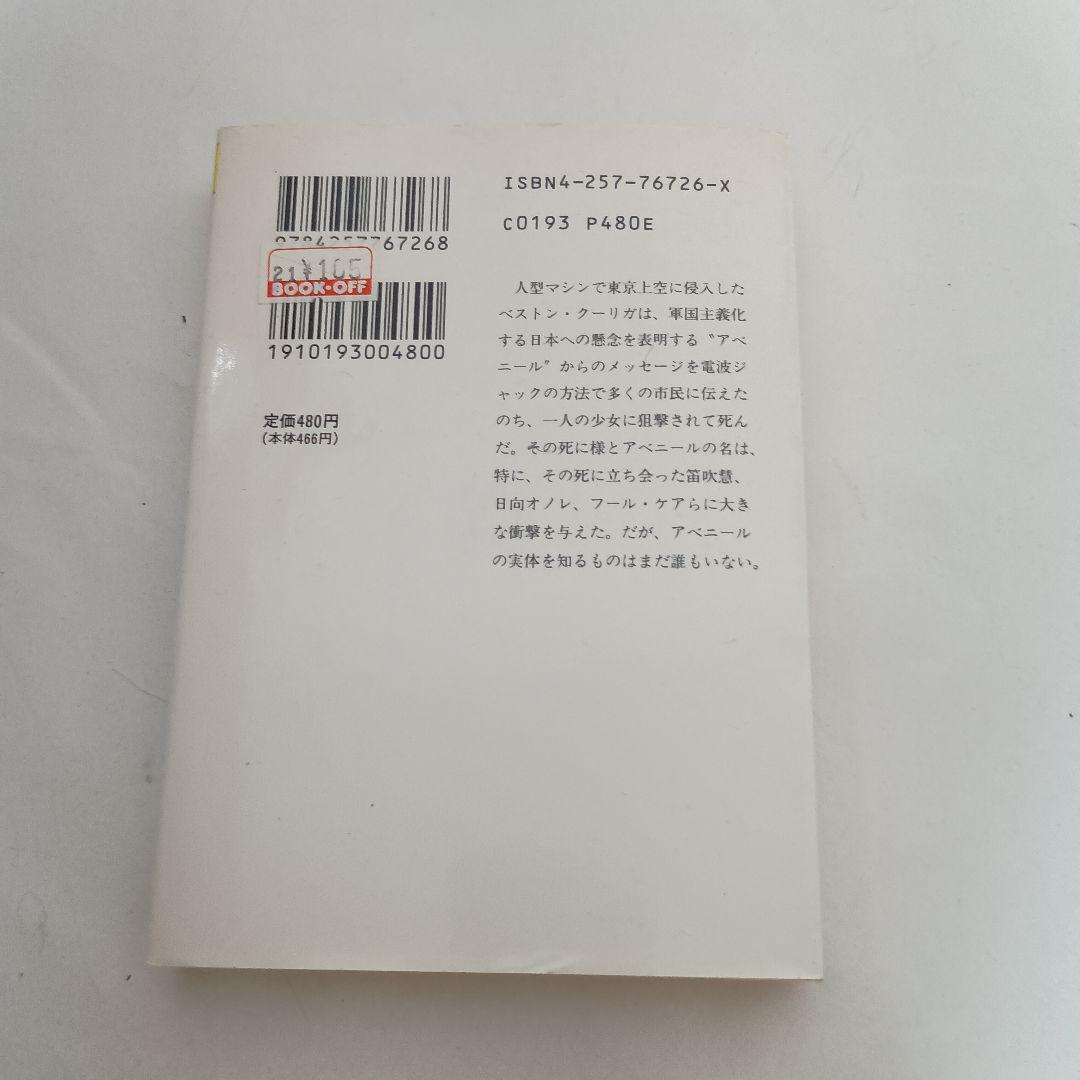 ISBN4-257-76726-X
C0193 P480E
67268
21 ¥105
BOOK・OFF
1910193004800
定価480円
(本体466円)
人型マシンで東京上空に侵入した
ベストン・クーリガは、軍国主義化
する日本への懸念を表明する〝アベ
ニール〟からのメッセージを電波ジ
ャックの方法で多くの市民に伝えた
のち、一人の少女に狙撃されて死ん
だ。その死に様とアベニールの名は、
特に、その死に立ち会った笛吹慧、
日向オノレ、フール・ケアらに大き
な衝撃を与えた。だが、アベニール
の実体を知るものはまだ誰もいない。